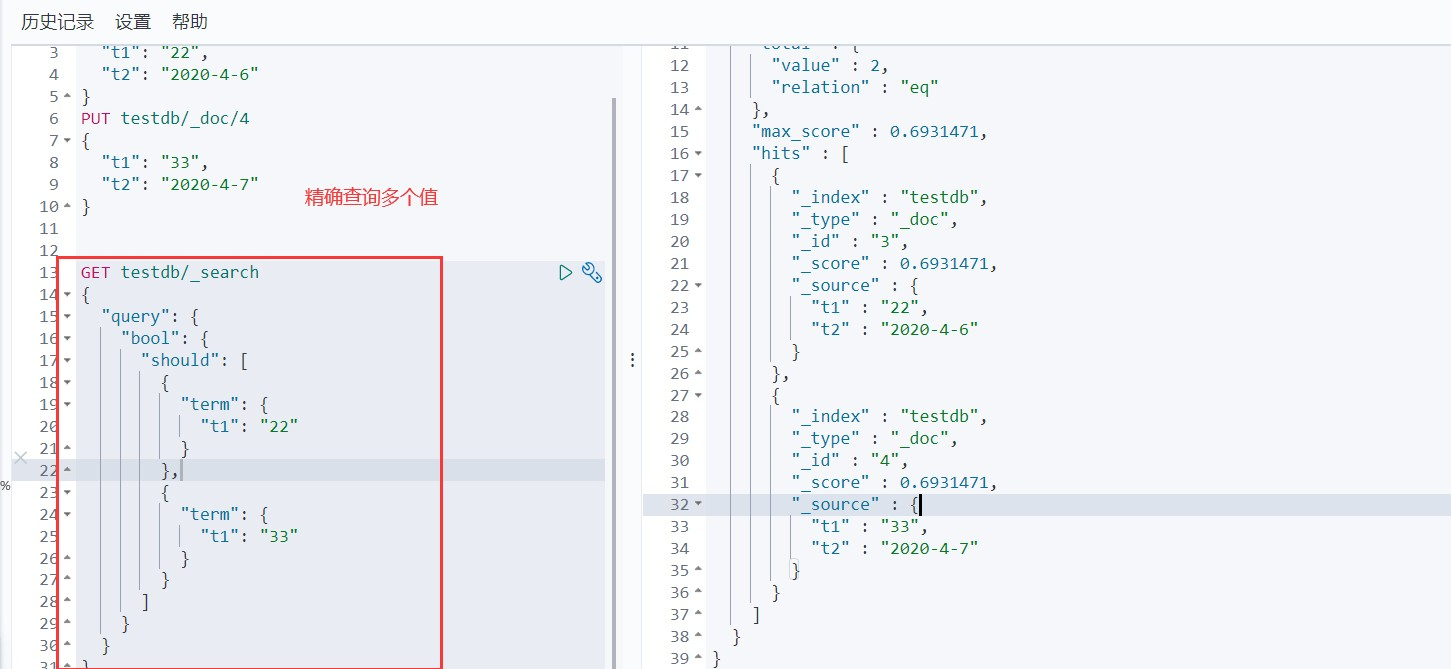 历史记录 设置 帮助
3 "t1": "22",
4 "t2": "2020-4-6"
5 }
6 PUT testdb/_doc/4
7 {
8 "t1": "33",
9 "t2": "2020-4-7"
精确查询多个值
10 }
11
12
13 GET testdb/_search
14 {
15 "query": {
16 "bool": {
17 "should": [
18 {
19 "term": {
20 "t1": "22"
21 }
22 },
%
23 {
24 "term": {
25 "t1": "33"
26 }
27 }
28 ]
29 }
30 }
31 }
11 "total" : {
12 "value" : 2,
13 "relation" : "eq"
14 },
15 "max_score" : 0.6931471,
16 "hits" : [
17 {
18 "_index" : "testdb",
19 "_type" : "_doc",
20 "_id" : "3",
21 "_score" : 0.6931471,
22 "_source" : {
23 "t1" : "22",
24 "t2" : "2020-4-6"
25 }
26 },
27 {
28 "_index" : "testdb",
29 "_type" : "_doc",
30 "_id" : "4",
31 "_score" : 0.6931471,
32 "_source" : {
33 "t1" : "33",
34 "t2" : "2020-4-7"
35 }
36 }
37 ]
38 }
39 }